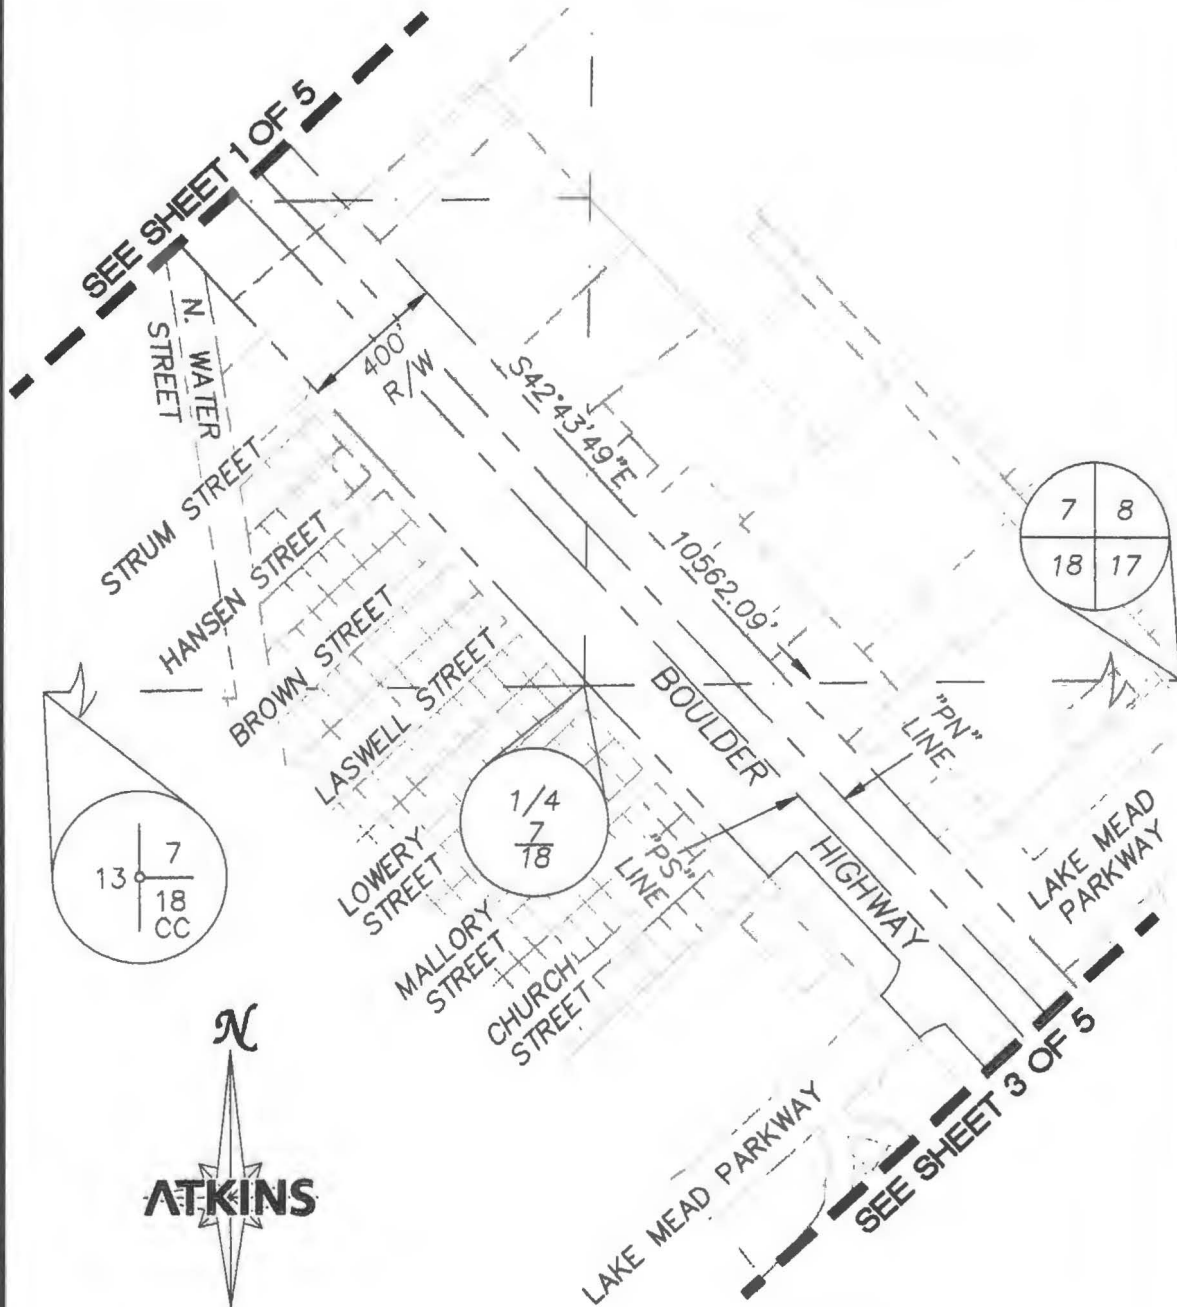 SEE SHEET 1 OF 5
N. WATER
STREET
400'
R/W
S42°43'49"E
10562.09'
STRUM STREET
HANSEN STREET
BROWN STREET
LASWELL STREET
LOWERY
STREET
MALLORY
STREET
CHURCH
STREET
7 8
18 17
BOULDER
HIGHWAY
"PN"
LINE
"PS"
LINE
1/4
7
18
13 7
18
CC
LAKE MEAD
PARKWAY
LAKE MEAD PARKWAY
SEE SHEET 3 OF 5
N
ATKINS